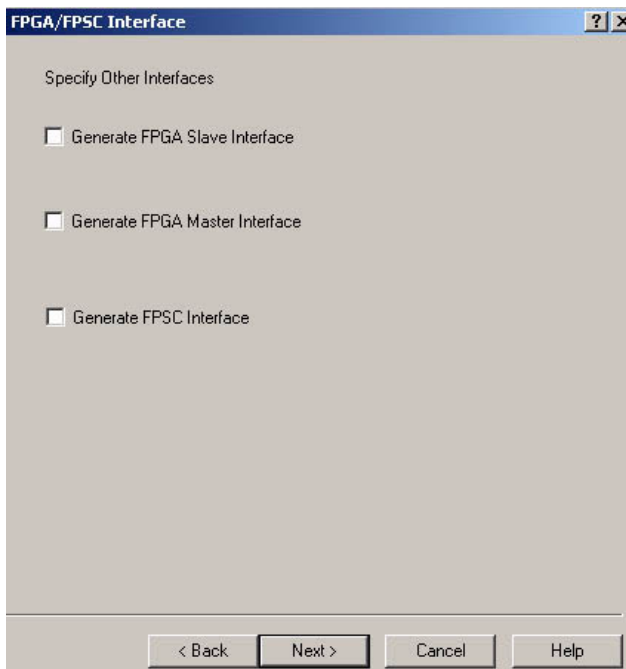 FPGA/FPSC Interface
Specify Other Interfaces
Generate FPGA Slave Interface
Generate FPGA Master Interface
Generate FPSC Interface
< Back Next > Cancel Help